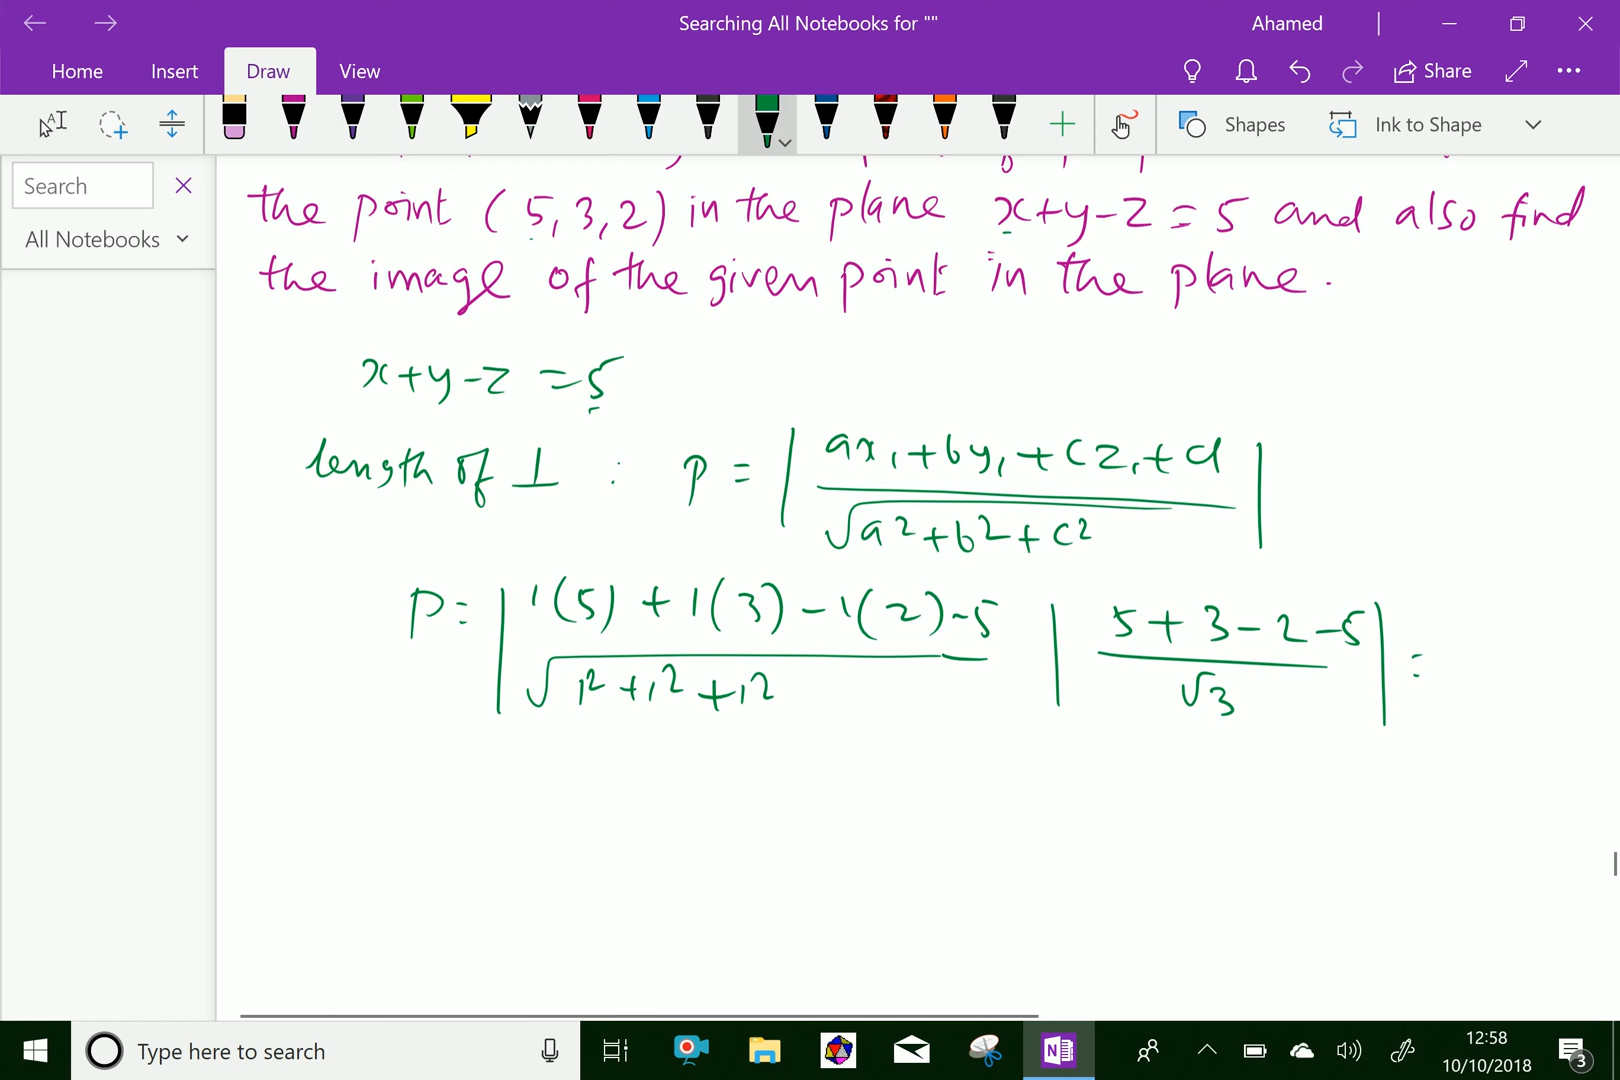 Searching All Notebooks for ""
Ahamed
Home Insert Draw View
Share
Shapes
Ink to Shape
Search
All Notebooks
the point (5, 3, 2) in the plane x+y-z = 5 and also find
the image of the given point in the plane.
x+y-z = 5
length of ⊥ : P = | ax₁+by₁+cz₁+d / √a²+b²+c² |
P = | 1(5) + 1(3) - 1(2) - 5 / √1²+1²+1² | 5+3-2-5 / √3 | =
Type here to search
12:58
10/10/2018
3